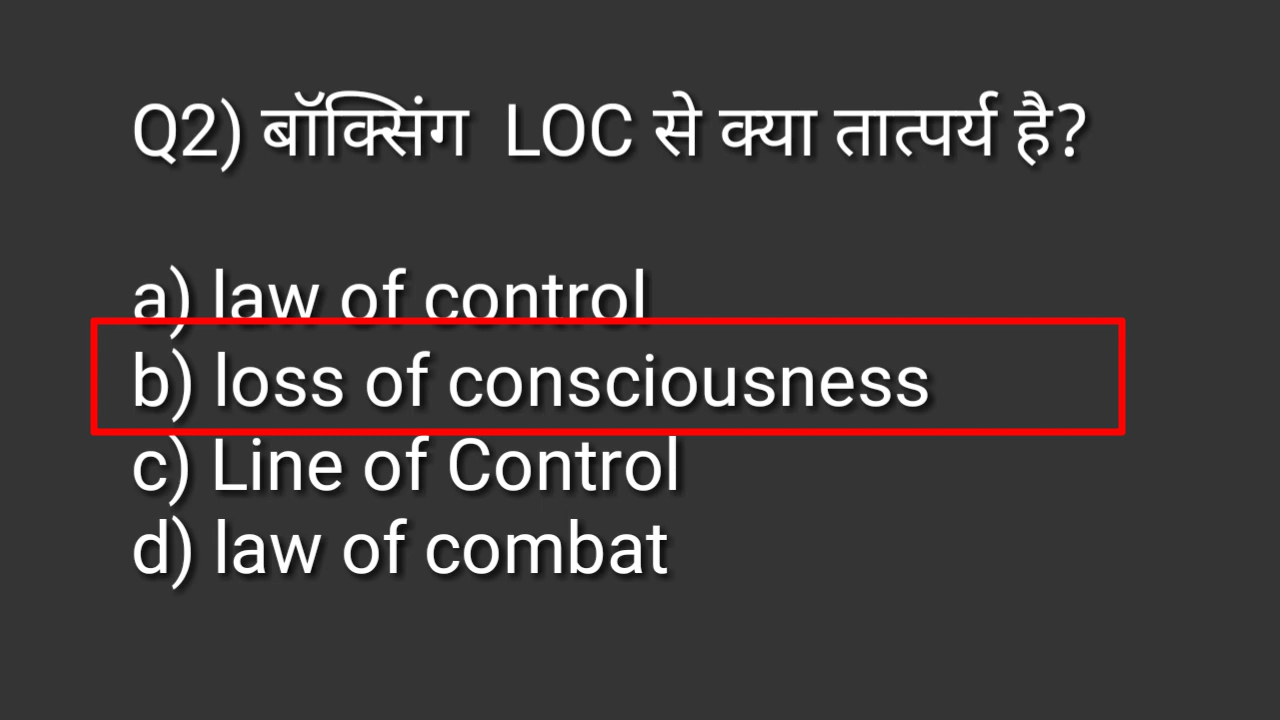 Q2) बॉक्सिंग LOC से क्या तात्पर्य है?
a) law of control
b) loss of consciousness
c) Line of Control
d) law of combat